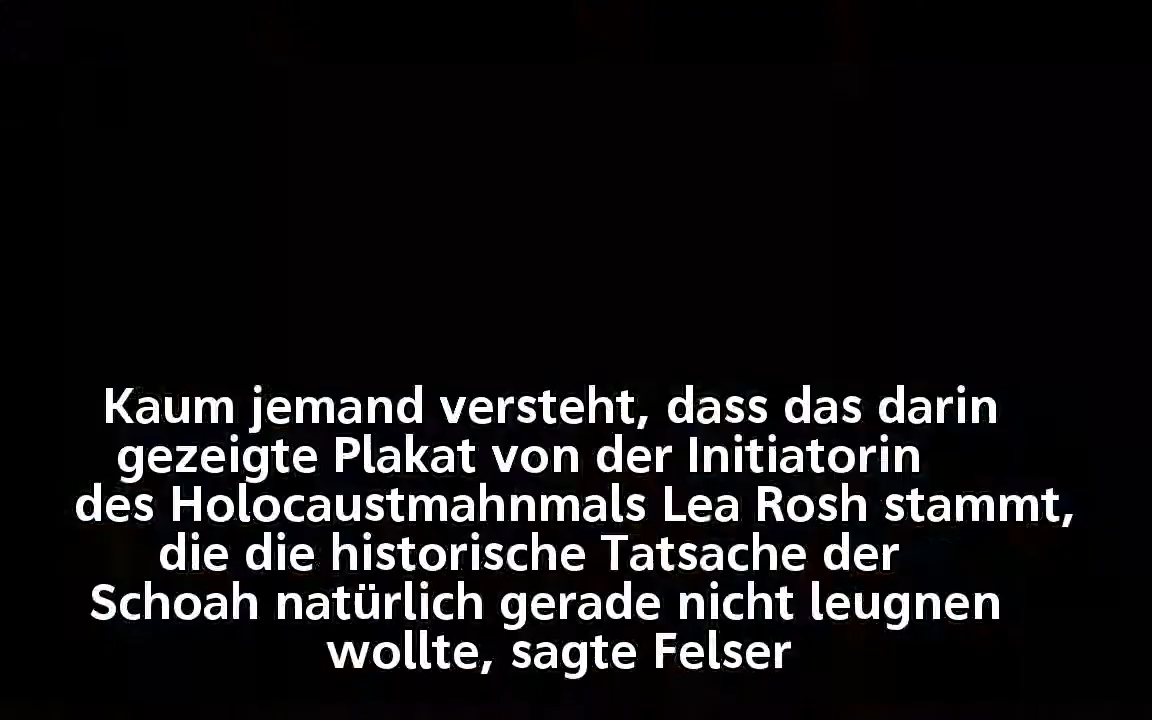 Kaum jemand versteht, dass das darin
gezeigte Plakat von der Initiatorin
des Holocaustmahnmals Lea Rosh stammt,
die die historische Tatsache der
Schoah natürlich gerade nicht leugnen
wollte, sagte Felser